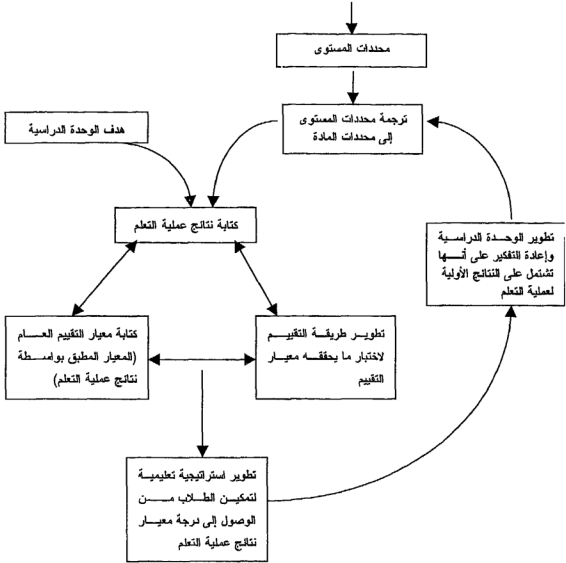 محددات المستوى
ترجمة محددات المستوى
إلى محددات المادة
هدف الوحدة الدراسية
كتابة نتائج عملية التعلم
تطوير الوحدة الدراسية
وإعادة التفكير على أنها
تشتمل على النتائج الأولية
لعملية التعلم
تطوير طريقة التقييم
لاختبار ما يحققه معيار
التقييم
كتابة معيار التقييم العام
(المعيار المطبق بواسطة
نتائج عملية التعلم)
تطوير استراتيجية تعليمية
لتمكين الطلاب من
الوصول إلى درجة معيار
نتائج عملية التعلم